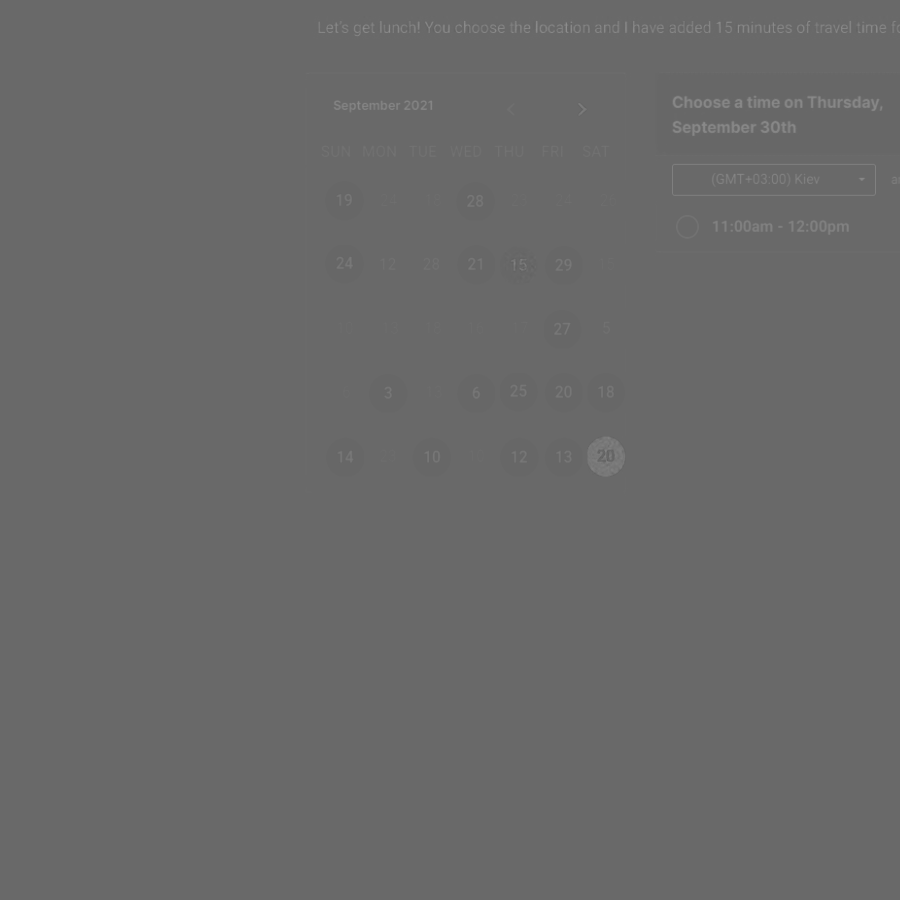 Let's get lunch! You choose the location and I have added 15 minutes of travel time
September 2021
SUN MON TUE WED THU FRI SAT
19 28
24 12 28 21 15 29
27 5
3 6 25 20 18
14 10 12 13 20
Choose a time on Thursday,
September 30th
(GMT+03:00) Kiev
11:00am - 12:00pm